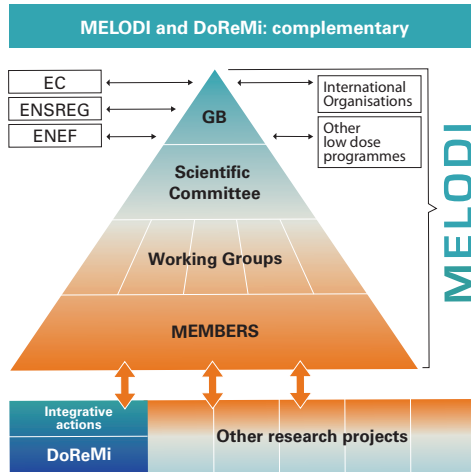 MELODI and DoReMi: complementary
EC
ENSREG
ENEF
GB
International
Organisations
Other
low dose
programmes
Scientific
Committee
Working Groups
MEMBERS
MELODI
Integrative
actions
DoReMi
Other research projects